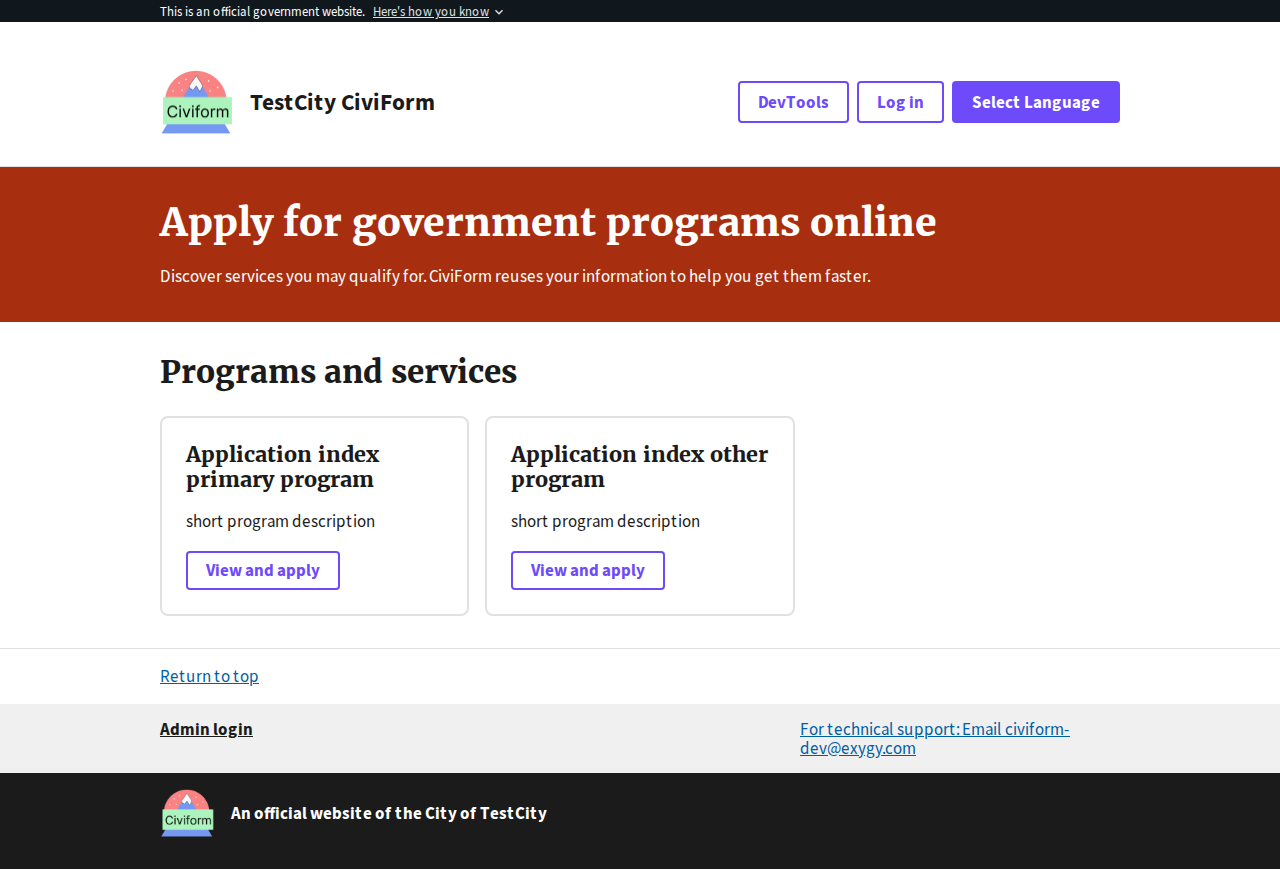 This is an official government website. Here's how you know
Civiform
TestCity CiviForm
DevTools
Log in
Select Language
Apply for government programs online
Discover services you may qualify for. CiviForm reuses your information to help you get them faster.
Programs and services
Application index
primary program
short program description
View and apply
Application index other
program
short program description
View and apply
Return to top
Admin login
For technical support: Email civiform-
dev@exygy.com
Civiform
An official website of the City of TestCity